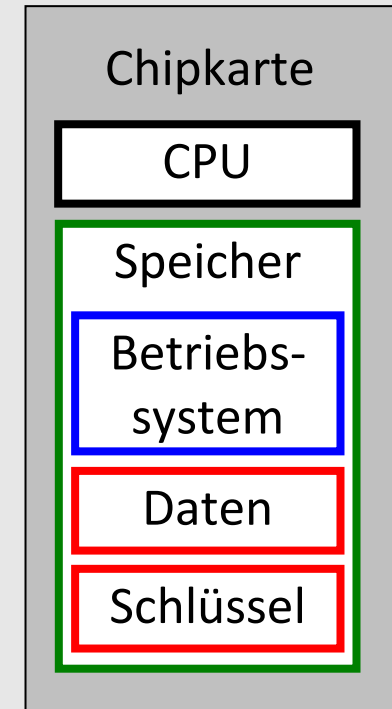 Chipkarte
CPU
Speicher
Betriebs-
system
Daten
Schlüssel